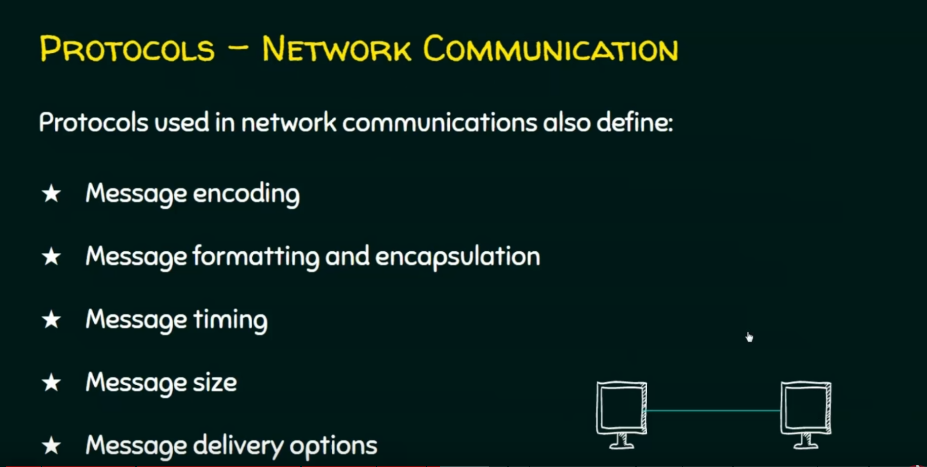 Protocols – Network Communication
Protocols used in network communications also define:
★ Message encoding
★ Message formatting and encapsulation
★ Message timing
★ Message size
★ Message delivery options